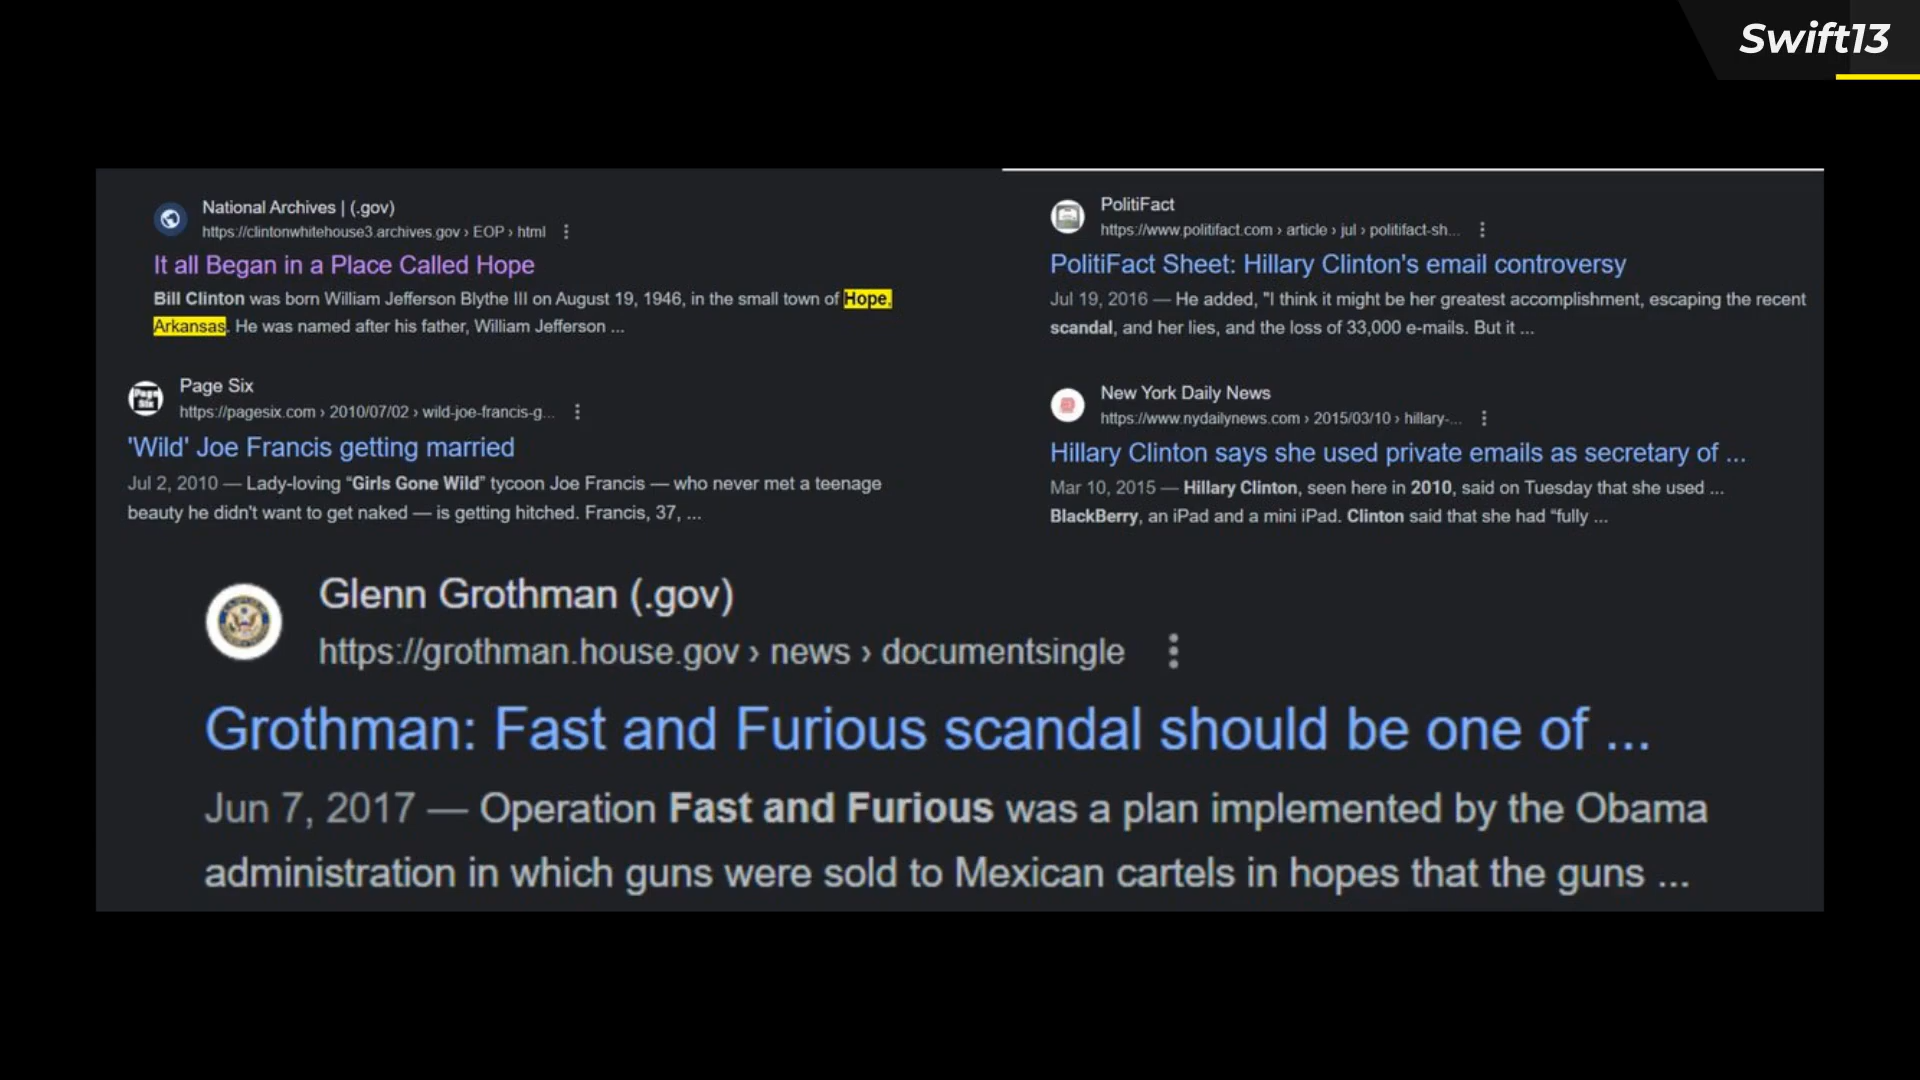 Swift13
National Archives | (.gov)
https://clintonwhitehouse3.archives.gov › EOP › html
It all Began in a Place Called Hope
Bill Clinton was born William Jefferson Blythe III on August 19, 1946, in the small town of Hope,
Arkansas. He was named after his father, William Jefferson ...
Page Six
https://pagesix.com › 2010/07/02 › wild-joe-francis-g...
'Wild' Joe Francis getting married
Jul 2, 2010 — Lady-loving “Girls Gone Wild” tycoon Joe Francis — who never met a teenage
beauty he didn't want to get naked — is getting hitched. Francis, 37, ...
PolitiFact
https://www.politifact.com › article › jul › politifact-sh...
PolitiFact Sheet: Hillary Clinton's email controversy
Jul 19, 2016 — He added, "I think it might be her greatest accomplishment, escaping the recent
scandal, and her lies, and the loss of 33,000 e-mails. But it ...
New York Daily News
https://www.nydailynews.com › 2015/03/10 › hillary-...
Hillary Clinton says she used private emails as secretary of ...
Mar 10, 2015 — Hillary Clinton, seen here in 2010, said on Tuesday that she used ...
BlackBerry, an iPad and a mini iPad. Clinton said that she had “fully ...
Glenn Grothman (.gov)
https://grothman.house.gov › news › documentsingle
Grothman: Fast and Furious scandal should be one of ...
Jun 7, 2017 — Operation Fast and Furious was a plan implemented by the Obama
administration in which guns were sold to Mexican cartels in hopes that the guns ...